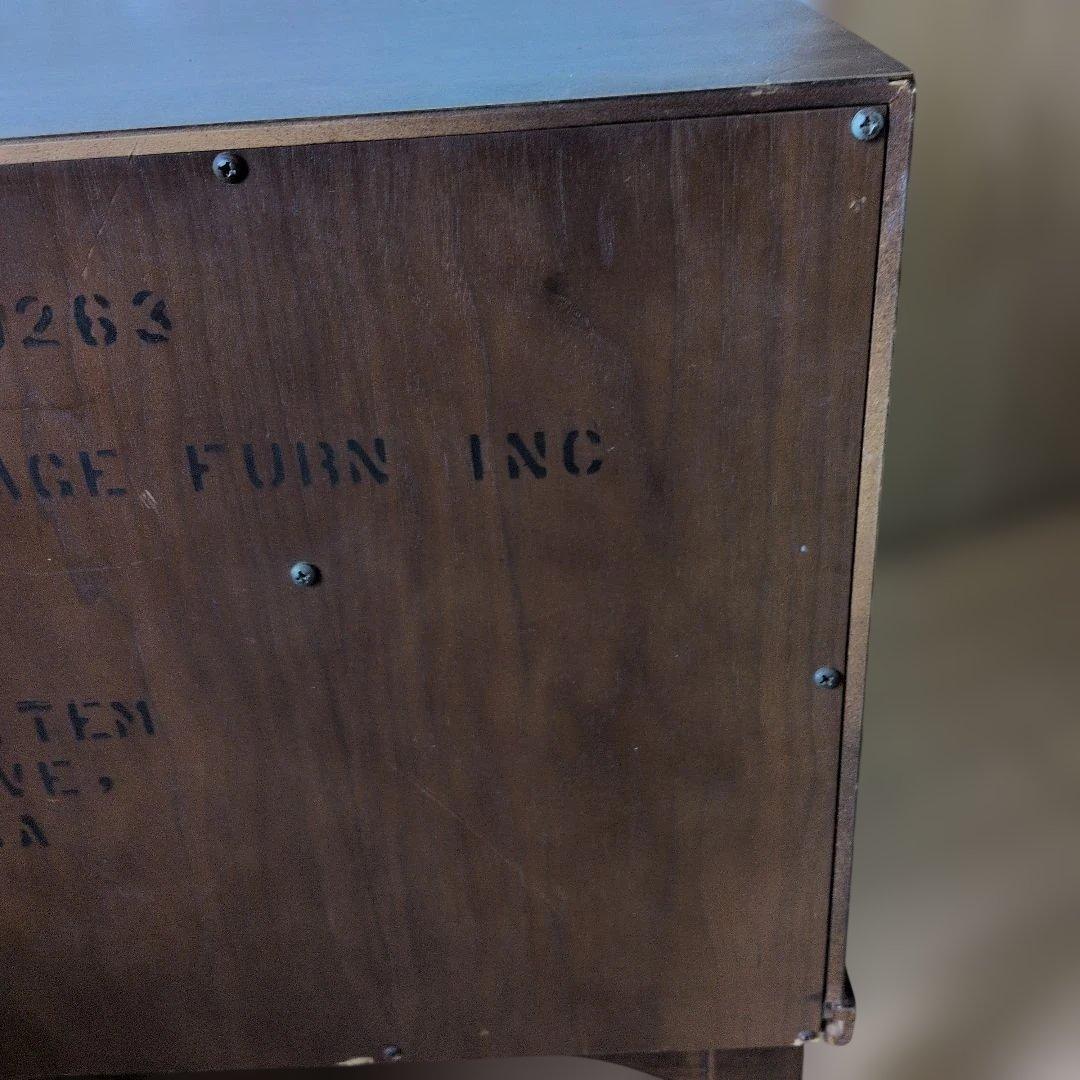 263
AGE FURN INC
TEM
NE,
A